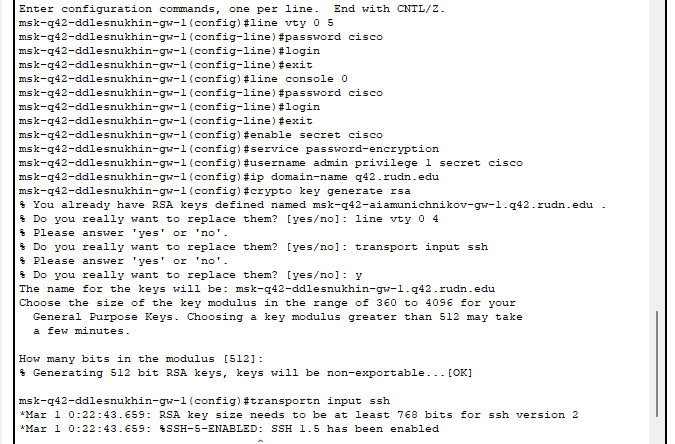 Enter configuration commands, one per line.  End with CNTL/Z.
msk-q42-ddlesnukhin-gw-1(config)#line vty 0 5
msk-q42-ddlesnukhin-gw-1(config-line)#password cisco
msk-q42-ddlesnukhin-gw-1(config-line)#login
msk-q42-ddlesnukhin-gw-1(config-line)#exit
msk-q42-ddlesnukhin-gw-1(config)#line console 0
msk-q42-ddlesnukhin-gw-1(config-line)#password cisco
msk-q42-ddlesnukhin-gw-1(config-line)#login
msk-q42-ddlesnukhin-gw-1(config-line)#exit
msk-q42-ddlesnukhin-gw-1(config)#enable secret cisco
msk-q42-ddlesnukhin-gw-1(config)#service password-encryption
msk-q42-ddlesnukhin-gw-1(config)#username admin privilege 1 secret cisco
msk-q42-ddlesnukhin-gw-1(config)#ip domain-name q42.rudn.edu
msk-q42-ddlesnukhin-gw-1(config)#crypto key generate rsa
% You already have RSA keys defined named msk-q42-aiamunichnikov-gw-1.q42.rudn.edu .
% Do you really want to replace them? [yes/no]: line vty 0 4
% Please answer 'yes' or 'no'.
% Do you really want to replace them? [yes/no]: transport input ssh
% Please answer 'yes' or 'no'.
% Do you really want to replace them? [yes/no]: y
The name for the keys will be: msk-q42-ddlesnukhin-gw-1.q42.rudn.edu
Choose the size of the key modulus in the range of 360 to 4096 for your
  General Purpose Keys. Choosing a key modulus greater than 512 may take
  a few minutes.

How many bits in the modulus [512]:
% Generating 512 bit RSA keys, keys will be non-exportable...[OK]

msk-q42-ddlesnukhin-gw-1(config)#transportn input ssh
*Mar 1 0:22:43.659: RSA key size needs to be at least 768 bits for ssh version 2
*Mar 1 0:22:43.659: %SSH-5-ENABLED: SSH 1.5 has been enabled